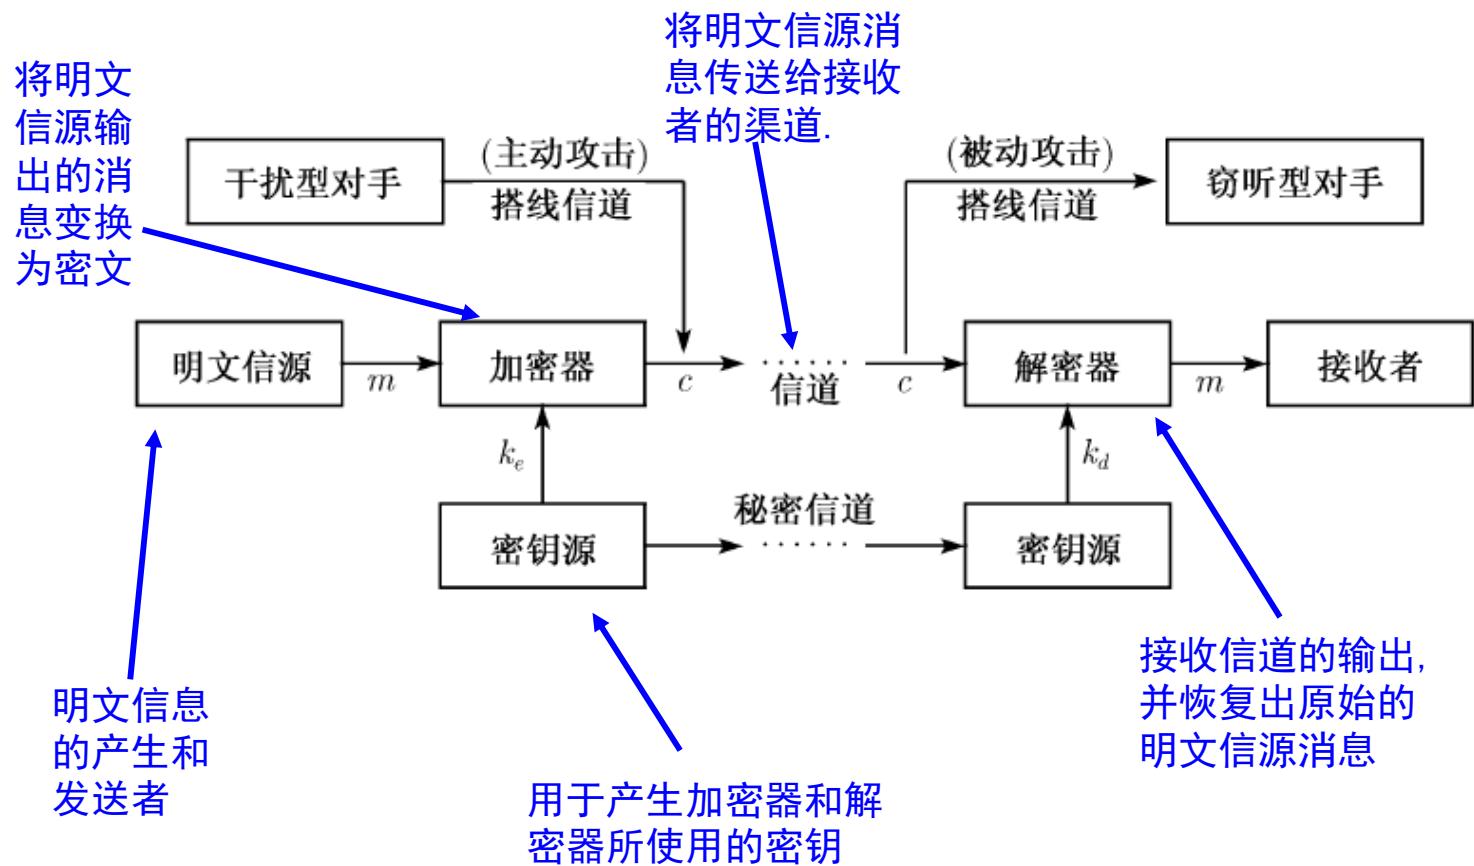 将明文信源消
息传送给接收
者的渠道.
将明文
信源输
出的消
息变换
为密文
干扰型对手
(主动攻击)
搭线信道
(被动攻击)
搭线信道
窃听型对手
明文信源
m
加密器
c
······
信道
c
解密器
m
接收者
k_e
k_d
密钥源
秘密信道
······
密钥源
明文信息
的产生和
发送者
用于产生加密器和解
密器所使用的密钥
接收信道的输出,
并恢复出原始的
明文信源消息